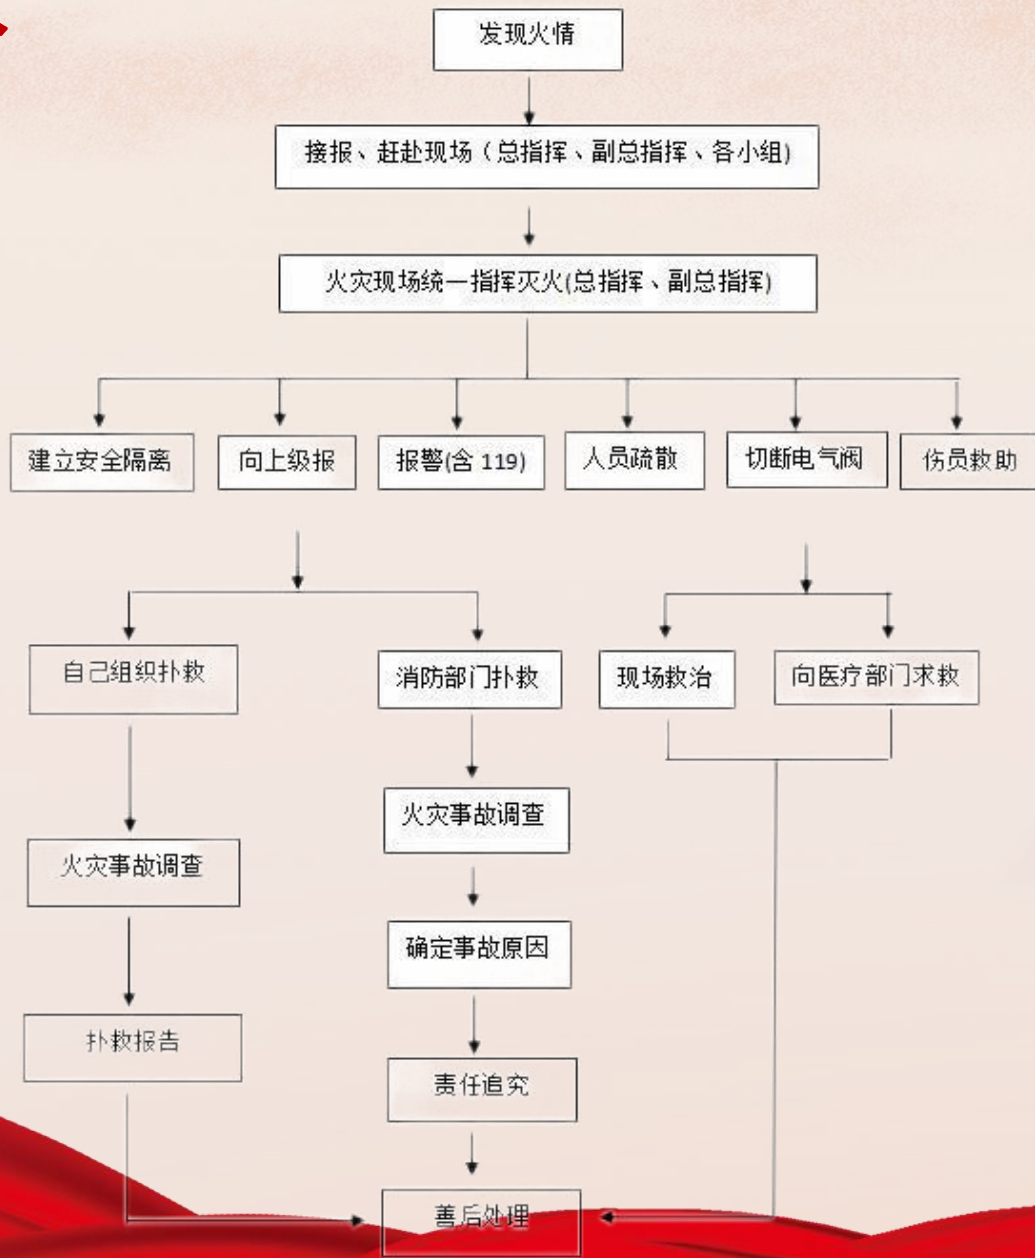 发现火情
接报、赶赴现场（总指挥、副总指挥、各小组)
火灾现场统一指挥灭火(总指挥、副总指挥)
建立安全隔离
向上级报
报警(含 119)
人员疏散
切断电气阀
伤员救助
自己组织扑救
消防部门扑救
现场救治
向医疗部门求救
火灾事故调查
火灾事故调查
确定事故原因
扑救报告
责任追究
善后处理